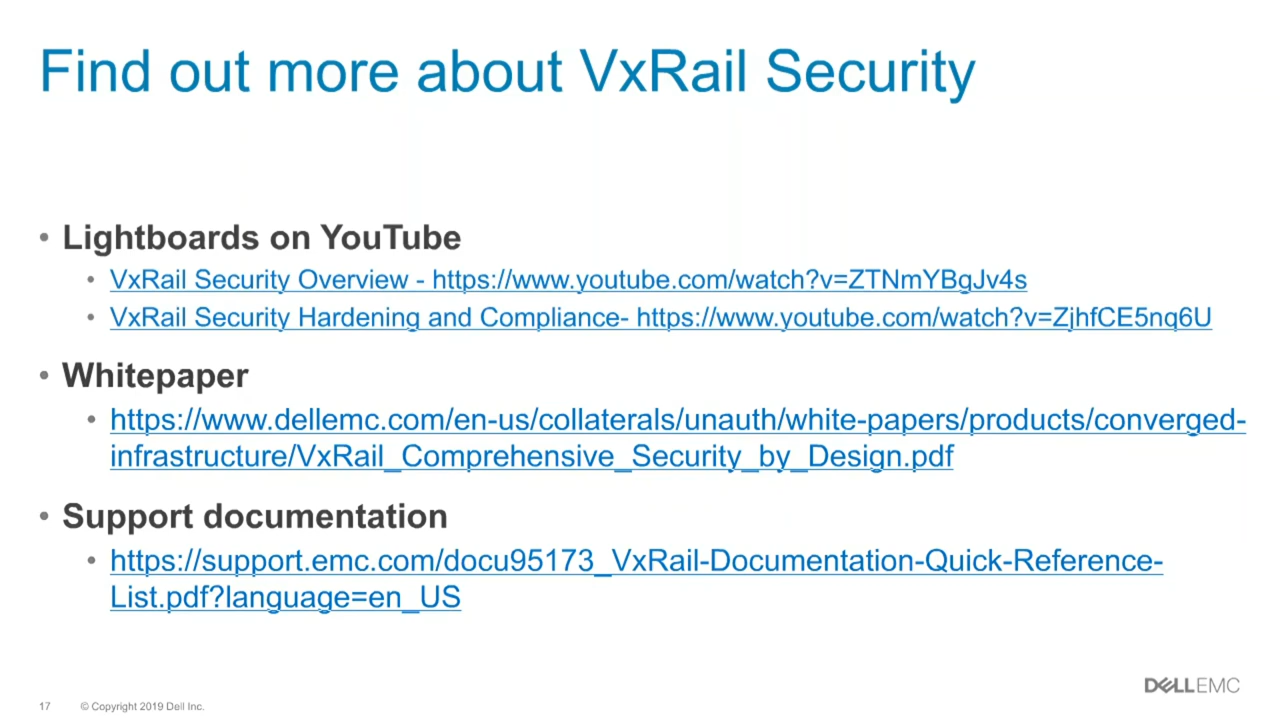 Find out more about VxRail Security
• Lightboards on YouTube
• VxRail Security Overview - https://www.youtube.com/watch?v=ZTNmYBgJv4s
• VxRail Security Hardening and Compliance- https://www.youtube.com/watch?v=ZjhfCE5nq6U
• Whitepaper
• https://www.dellemc.com/en-us/collaterals/unauth/white-papers/products/converged-
infrastructure/VxRail_Comprehensive_Security_by_Design.pdf
• Support documentation
• https://support.emc.com/docu95173_VxRail-Documentation-Quick-Reference-
List.pdf?language=en_US
17 © Copyright 2019 Dell Inc.
DELLEMC